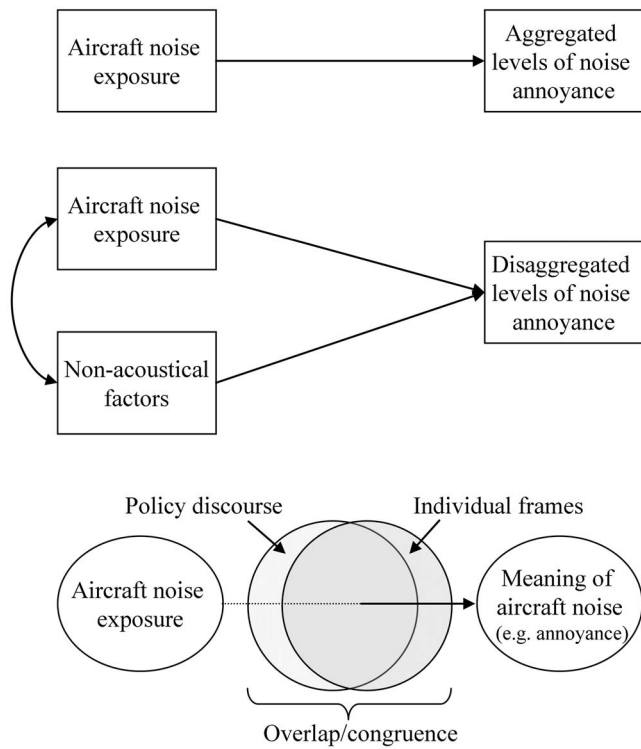 Aircraft noise
exposure
Aggregated
levels of noise
annoyance
Aircraft noise
exposure
Disaggregated
levels of noise
annoyance
Non-acoustical
factors
Policy discourse
Individual frames
Aircraft noise
exposure
Meaning of
aircraft noise
(e.g. annoyance)
Overlap/congruence